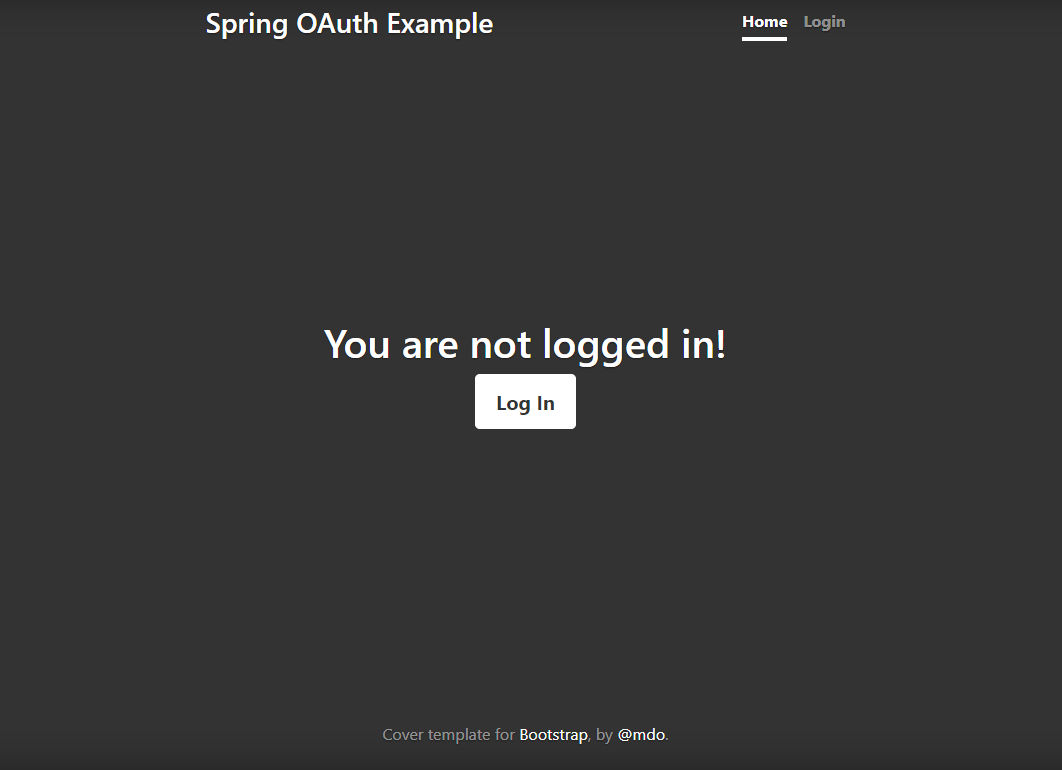 Spring OAuth Example Home Login
You are not logged in!
Log In
Cover template for Bootstrap, by @mdo.